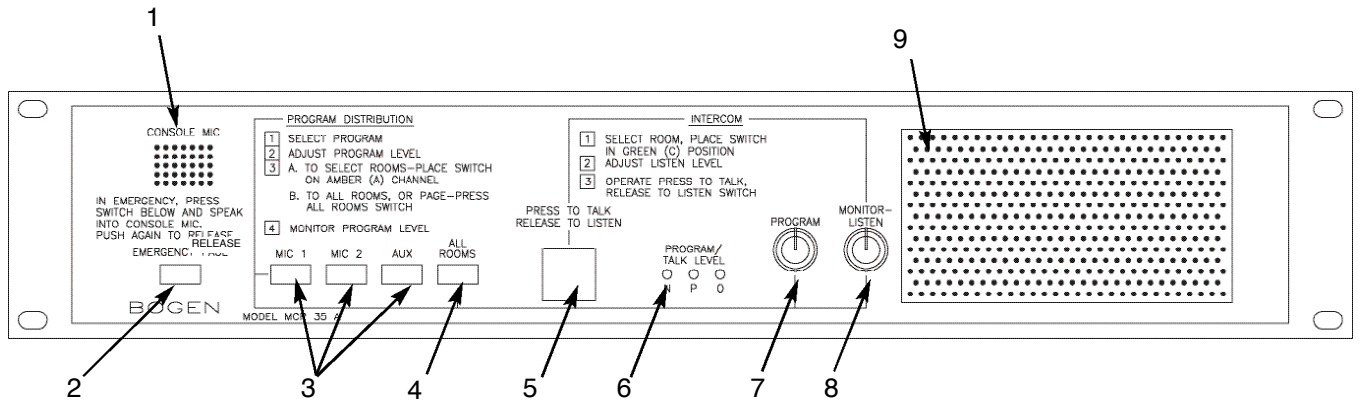 1
9
CONSOLE MIC
IN EMERGENCY, PRESS
SWITCH BELOW AND SPEAK
INTO CONSOLE MIC.
PUSH AGAIN TO RELEASE
RELEASE
EMERGENCY PAGE
BOGEN
PROGRAM DISTRIBUTION
1 SELECT PROGRAM
2 ADJUST PROGRAM LEVEL
3 A. TO SELECT ROOMS-PLACE SWITCH
ON AMBER (A) CHANNEL
B. TO ALL ROOMS, OR PAGE-PRESS
ALL ROOMS SWITCH
4 MONITOR PROGRAM LEVEL
MIC 1
MIC 2
AUX
ALL
ROOMS
MODEL MCP 35 A
INTERCOM
1 SELECT ROOM, PLACE SWITCH
IN GREEN (C) POSITION
2 ADJUST LISTEN LEVEL
3 OPERATE PRESS TO TALK,
RELEASE TO LISTEN SWITCH
PRESS TO TALK
RELEASE TO LISTEN
PROGRAM/
TALK LEVEL
N P O
PROGRAM
MONITOR-
LISTEN
2
3
4
5
6
7
8